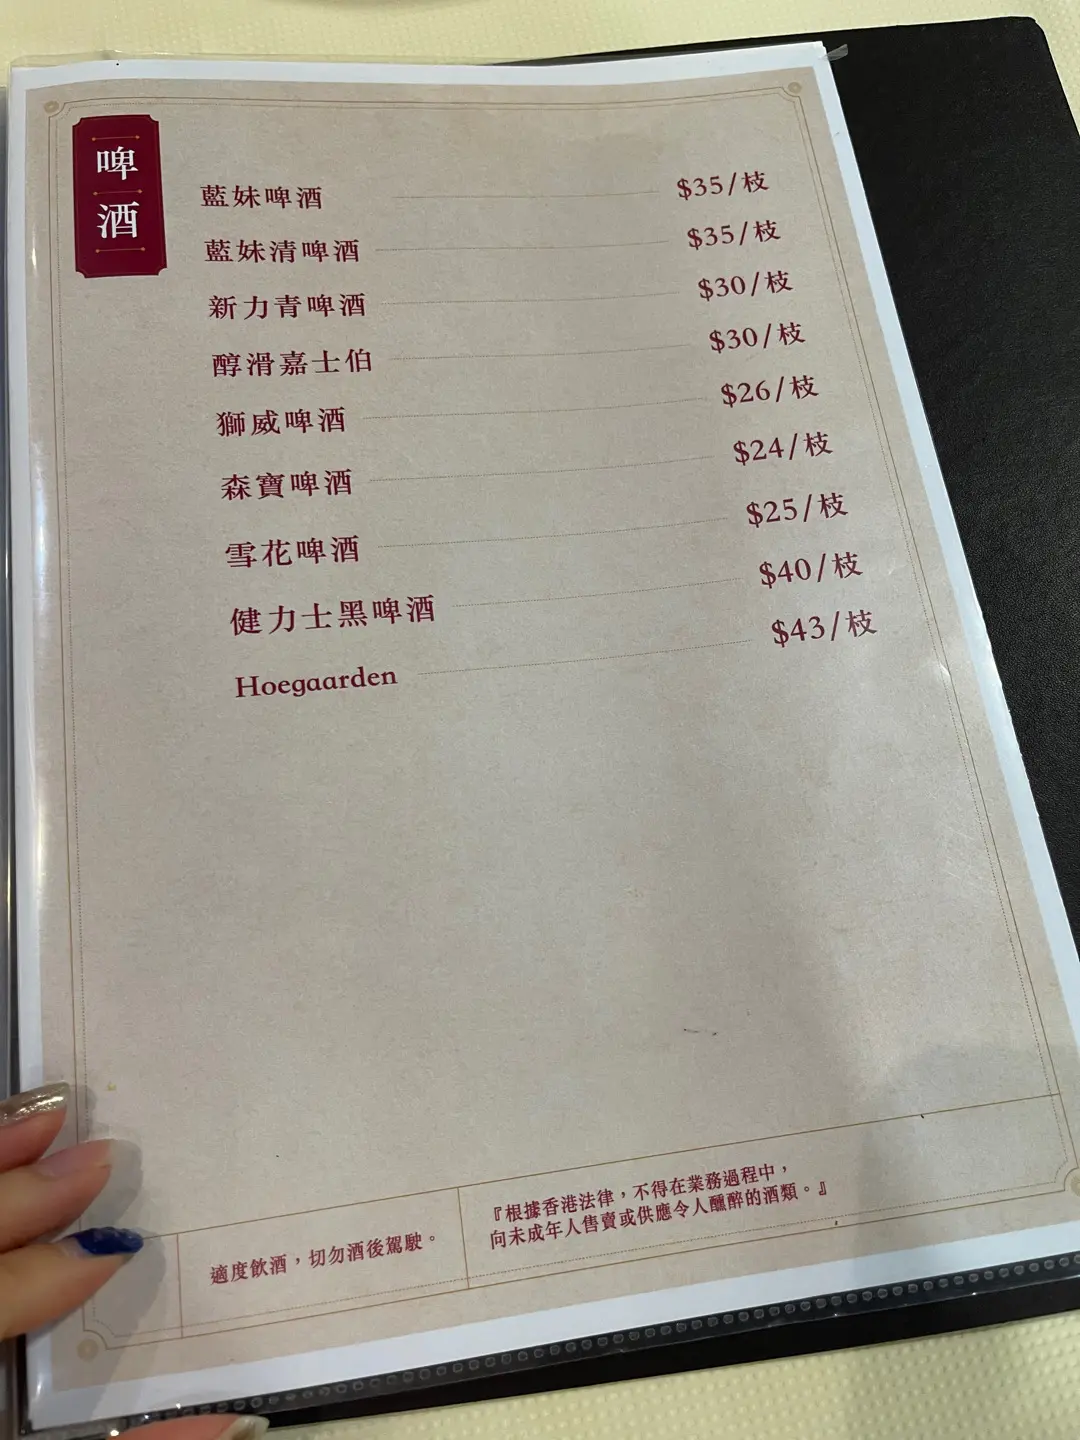 啤酒
藍妹啤酒 $35/枝
藍妹清啤酒 $35/枝
新力青啤酒 $30/枝
醇滑嘉士伯 $30/枝
獅威啤酒 $26/枝
森寶啤酒 $24/枝
雪花啤酒 $25/枝
健力士黑啤酒 $40/枝
Hoegaarden $43/枝
適度飲酒，切勿酒後駕駛。
『根據香港法律，不得在業務過程中，
向未成年人售賣或供應令人醺醉的酒類。』